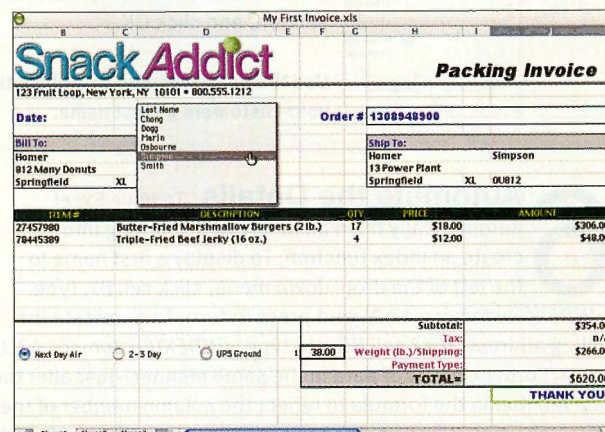 My First Invoice.xls
B C D E F G H I
Snack Addict
Packing Invoice
123 Fruit Loop, New York, NY 10101 • 800.555.1212
Date:
Last Name
Chong
Dogg
Marin
Osbourne
Simpson
Smith
Order # 1308948900
Bill To:
Homer
812 Many Donuts
Springfield XL
Ship To:
Homer Simpson
13 Power Plant
Springfield XL 0U812
ITEM # DESCRIPTION QTY PRICE AMOUNT
27457980 Butter-Fried Marshmallow Burgers (2 lb.) 17 $18.00 $306.00
78445389 Triple-Fried Beef Jerky (16 oz.) 4 $12.00 $48.00
Subtotal: $354.0
Tax: n/
Next Day Air 2-3 Day UPS Ground 1 38.00 Weight (lb.)/Shipping: $266.0
Payment Type:
TOTAL= $620.00
THANK YOU